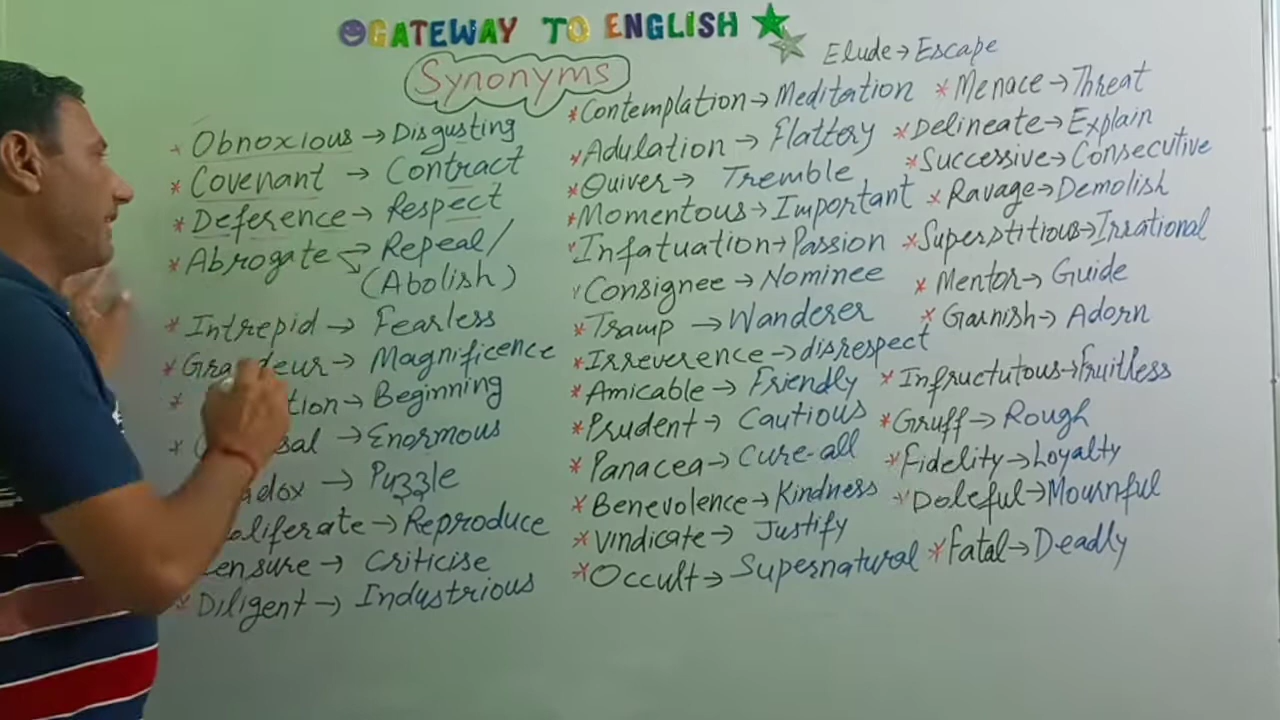 GATEWAY TO ENGLISH
Synonyms
Obnoxious → Disgusting
Covenant → Contract
Deference → Respect
Abrogate → Repeal/
(Abolish)
Intrepid → Fearless
Grandeur → Magnificence
→ Beginning
→ Enormous
→ Puzzle
→ Reproduce
→ Criticise
Diligent → Industrious
*Contemplation → Meditation
*Adulation → Flattery
*Quiver → Tremble
*Momentous → Important
Infatuation → Passion
Consignee → Nominee
*Tramp → Wanderer
*Irreverence → disrespect
*Amicable → Friendly
*Prudent → Cautious
*Panacea → Cure-all
*Benevolence → Kindness
*Vindicate → Justify
*Occult → Supernatural
Elude → Escape
*Menace → Threat
*Delineate → Explain
*Successive → Consecutive
*Ravage → Demolish
*Superstitious → Irrational
*Mentor → Guide
*Garnish → Adorn
*Infructutous → Fruitless
*Gruff → Rough
*Fidelity → Loyalty
Doleful → Mournful
*Fatal → Deadly